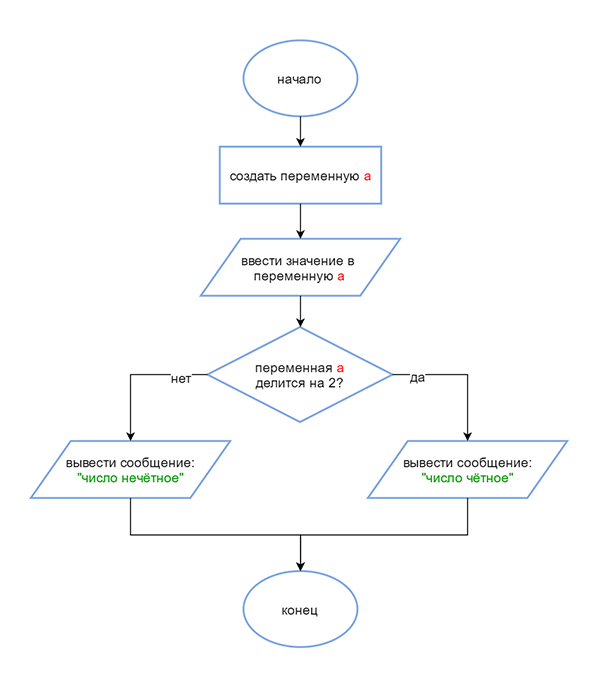 начало
создать переменную a
ввести значение в
переменную a
переменная a
делится на 2?
нет
да
вывести сообщение:
"число нечётное"
вывести сообщение:
"число чётное"
конец